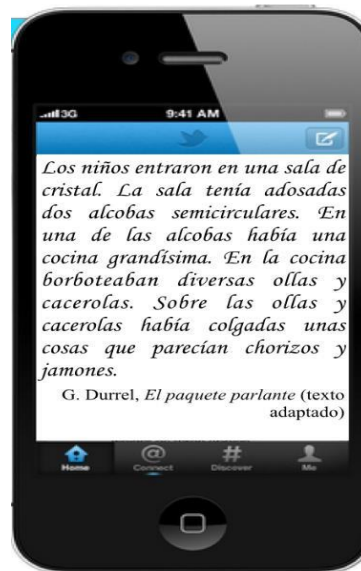 3G 9:41 AM
Los niños entraron en una sala de
cristal. La sala tenía adosadas
dos alcobas semicirculares. En
una de las alcobas había una
cocina grandísima. En la cocina
borboteaban diversas ollas y
cacerolas. Sobre las ollas y
cacerolas había colgadas unas
cosas que parecían chorizos y
jamones.
G. Durrel, El paquete parlante (texto
adaptado)
Home Connect Discover Me